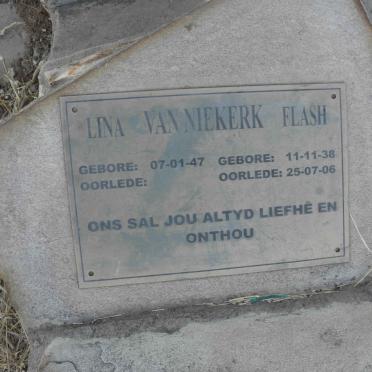 LINA VAN NIEKERK FLASH
GEBORE: 07-01-47 GEBORE: 11-11-38
OORLEDE: OORLEDE: 25-07-06
ONS SAL JOU ALTYD LIEFHÊ EN
ONTHOU